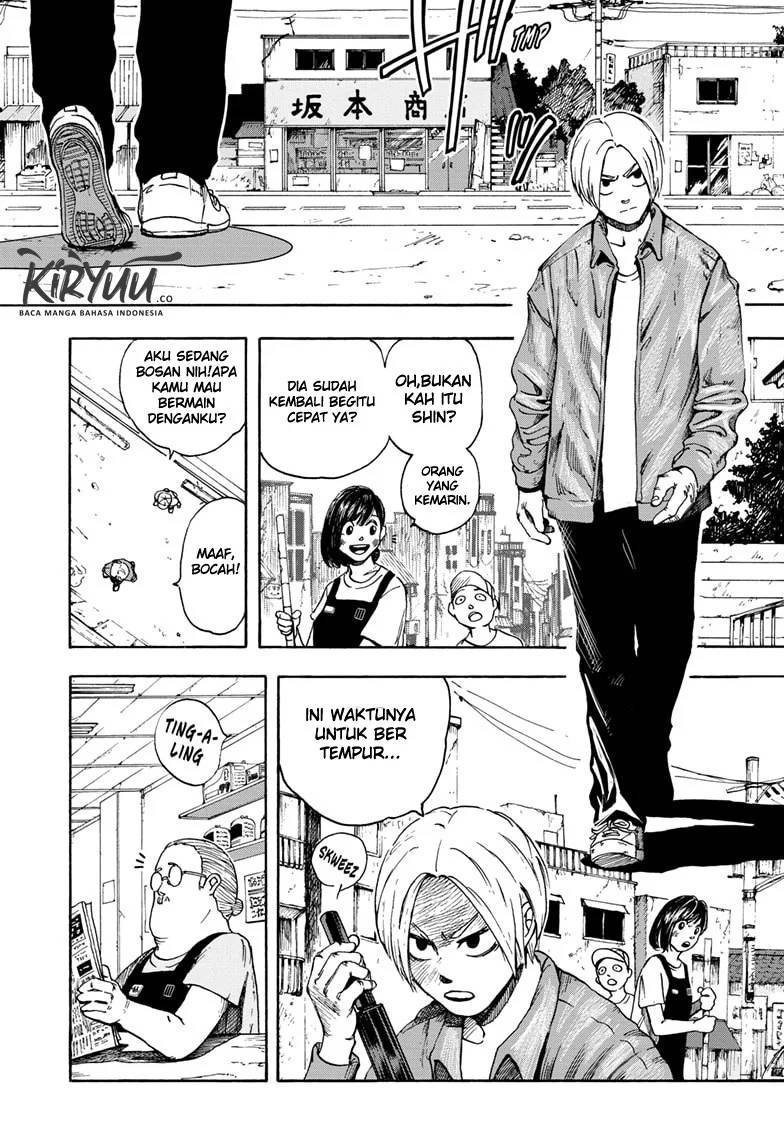 TMP
坂本商
KIRYUU.CO
BACA MANGA BAHASA INDONESIA
OH,BUKAN
KAH ITU
SHIN?
ORANG
YANG
KEMARIN.
DIA SUDAH
KEMBALI BEGITU
CEPAT YA?
AKU SEDANG
BOSAN NIH!APA
KAMU MAU
BERMAIN
DENGANKU?
MAAF,
BOCAH!
INI WAKTUNYA
UNTUK BER
TEMPUR...
SKWEEZ
TING-A-
LING